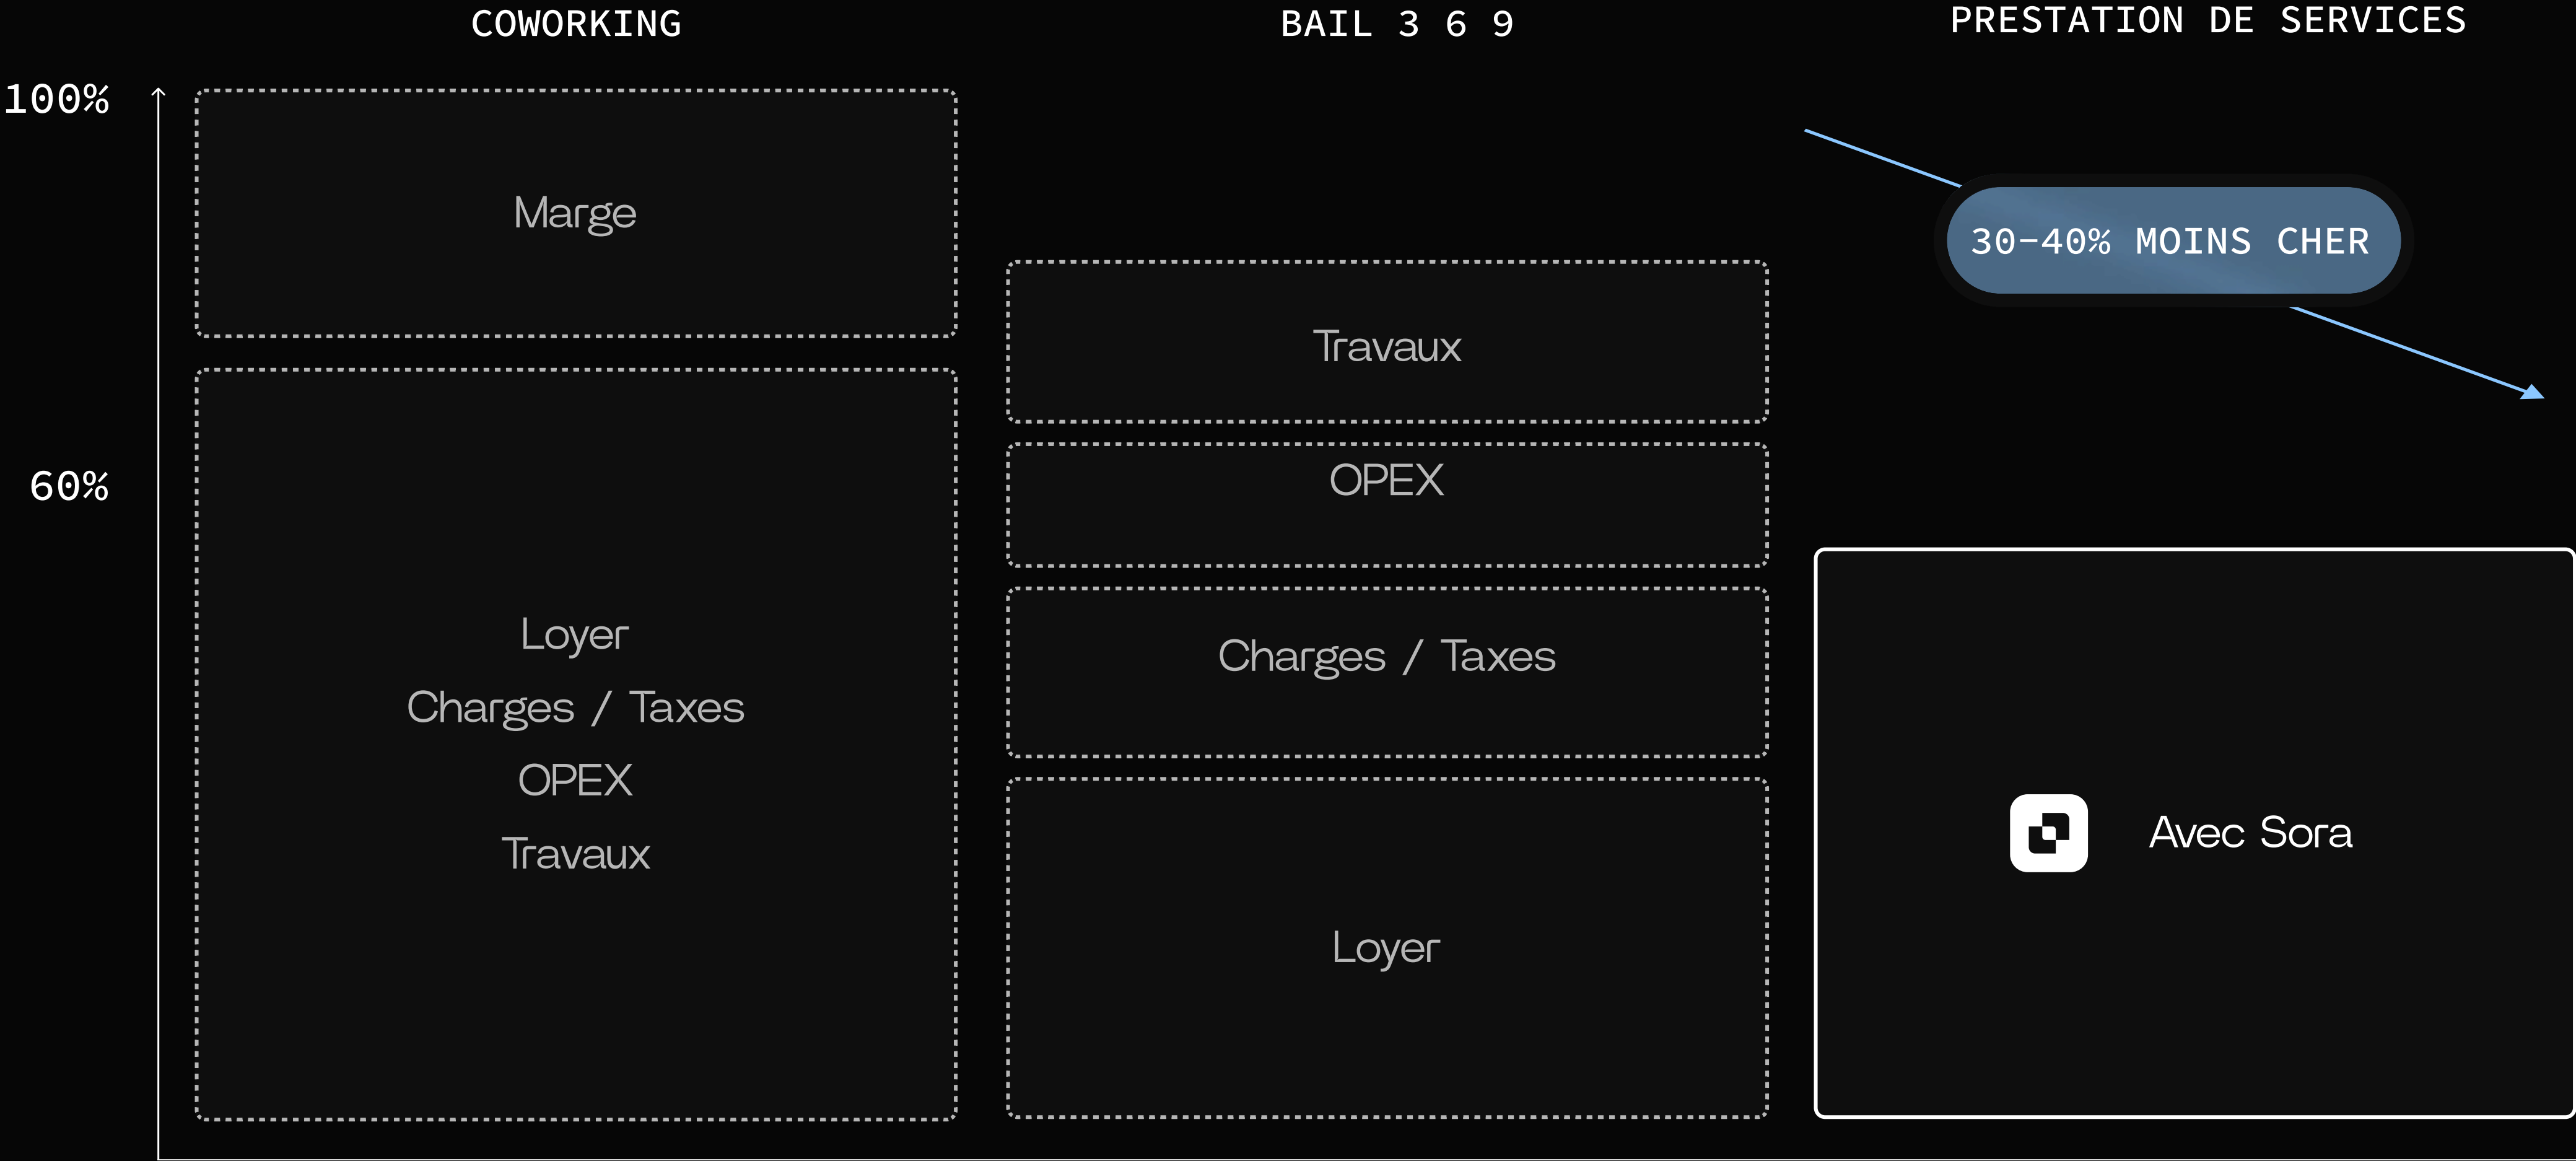 COWORKING
BAIL 3 6 9
PRESTATION DE SERVICES
100%
60%
Marge
Loyer
Charges / Taxes
OPEX
Travaux
Travaux
OPEX
Charges / Taxes
Loyer
30-40% MOINS CHER
Avec Sora